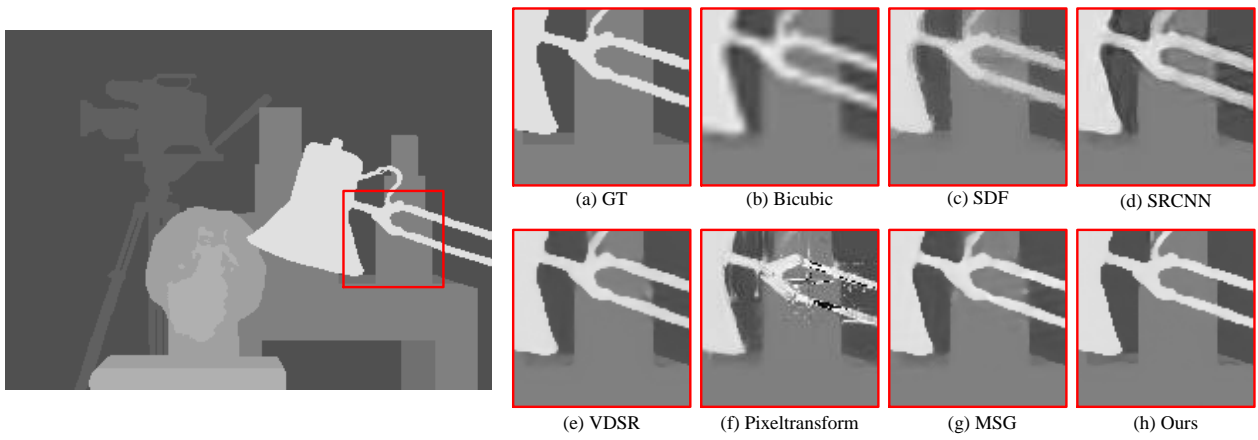 (a) GT
(b) Bicubic
(c) SDF
(d) SRCNN
(e) VDSR
(f) Pixeltransform
(g) MSG
(h) Ours